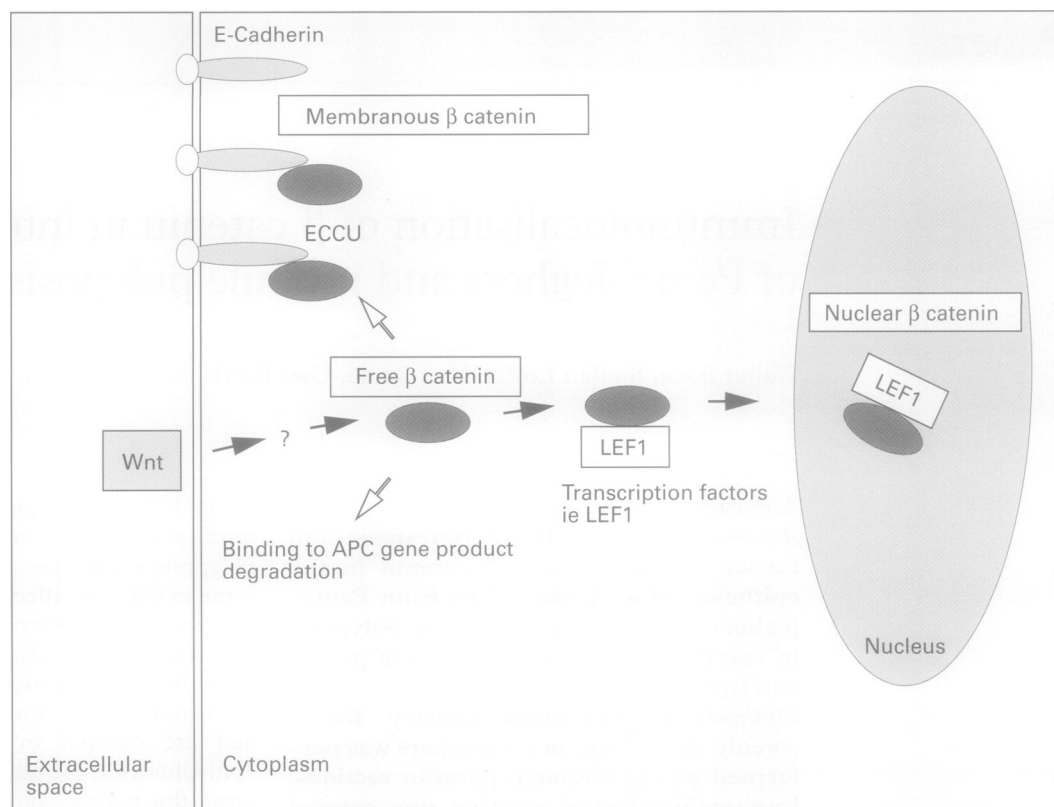 E-Cadherin
Membranous β catenin
ECCU
Nuclear β catenin
LEF1
Free β catenin
Wnt
?
LEF1
Transcription factors
ie LEF1
Binding to APC gene product
degradation
Nucleus
Extracellular
space
Cytoplasm